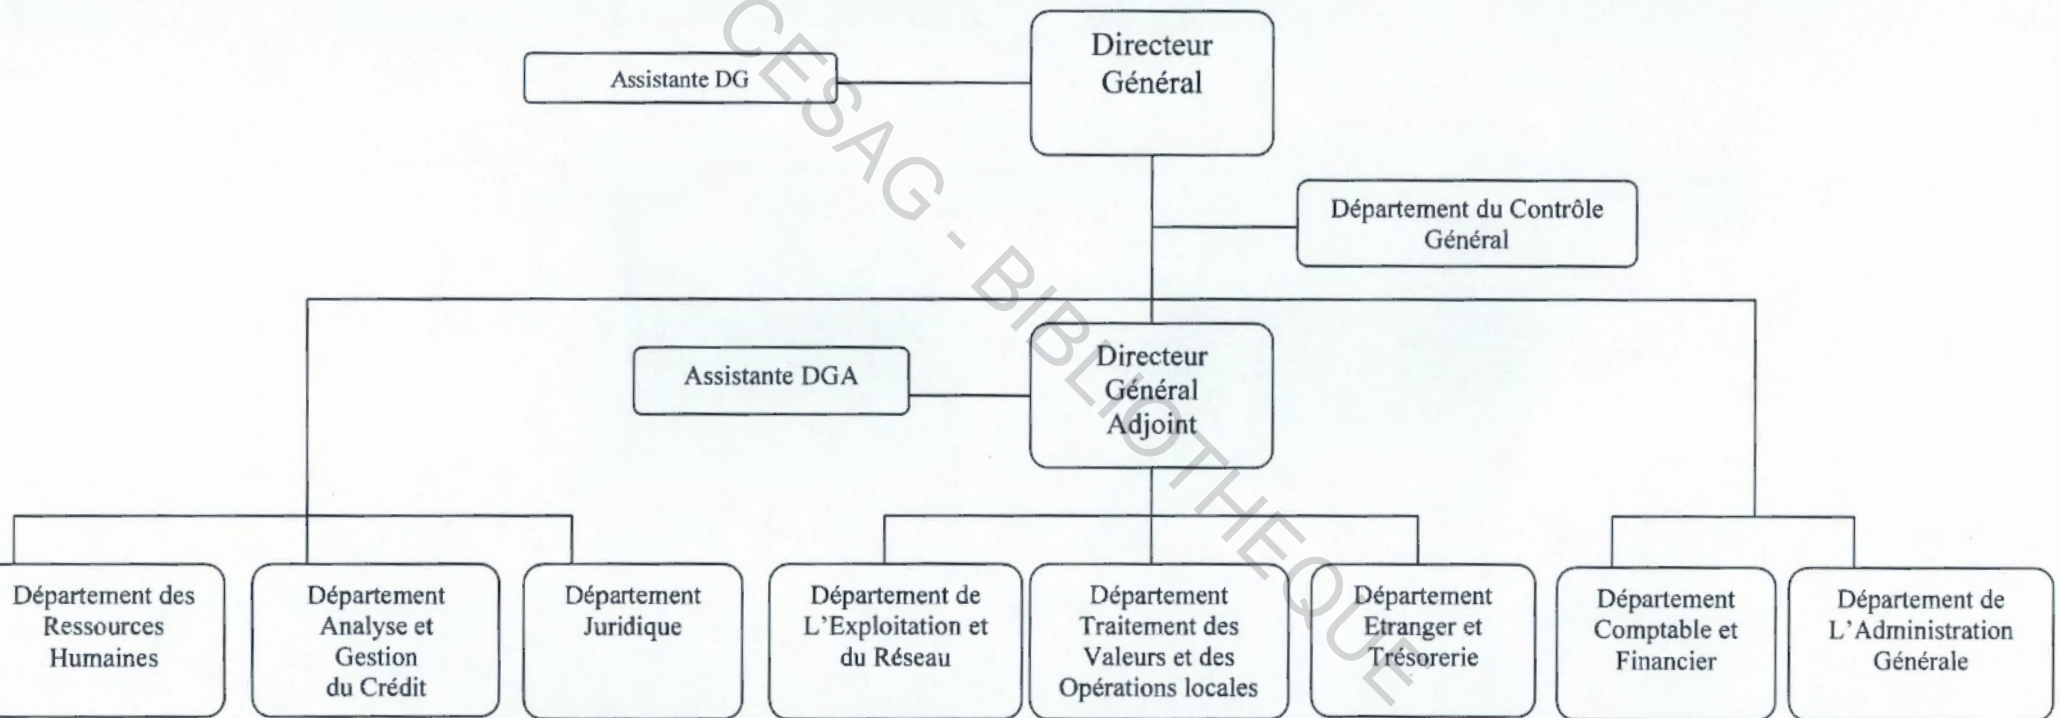 Directeur
Général
Assistante DG
Département du Contrôle
Général
Directeur
Général
Adjoint
Assistante DGA
Département des
Ressources
Humaines
Département
Analyse et
Gestion
du Crédit
Département
Juridique
Département de
L'Exploitation et
du Réseau
Département
Traitement des
Valeurs et des
Opérations locales
Département
Etranger et
Trésorerie
Département
Comptable et
Financier
Département de
L'Administration
Générale
CESAG - BIBLIOTHEQUE